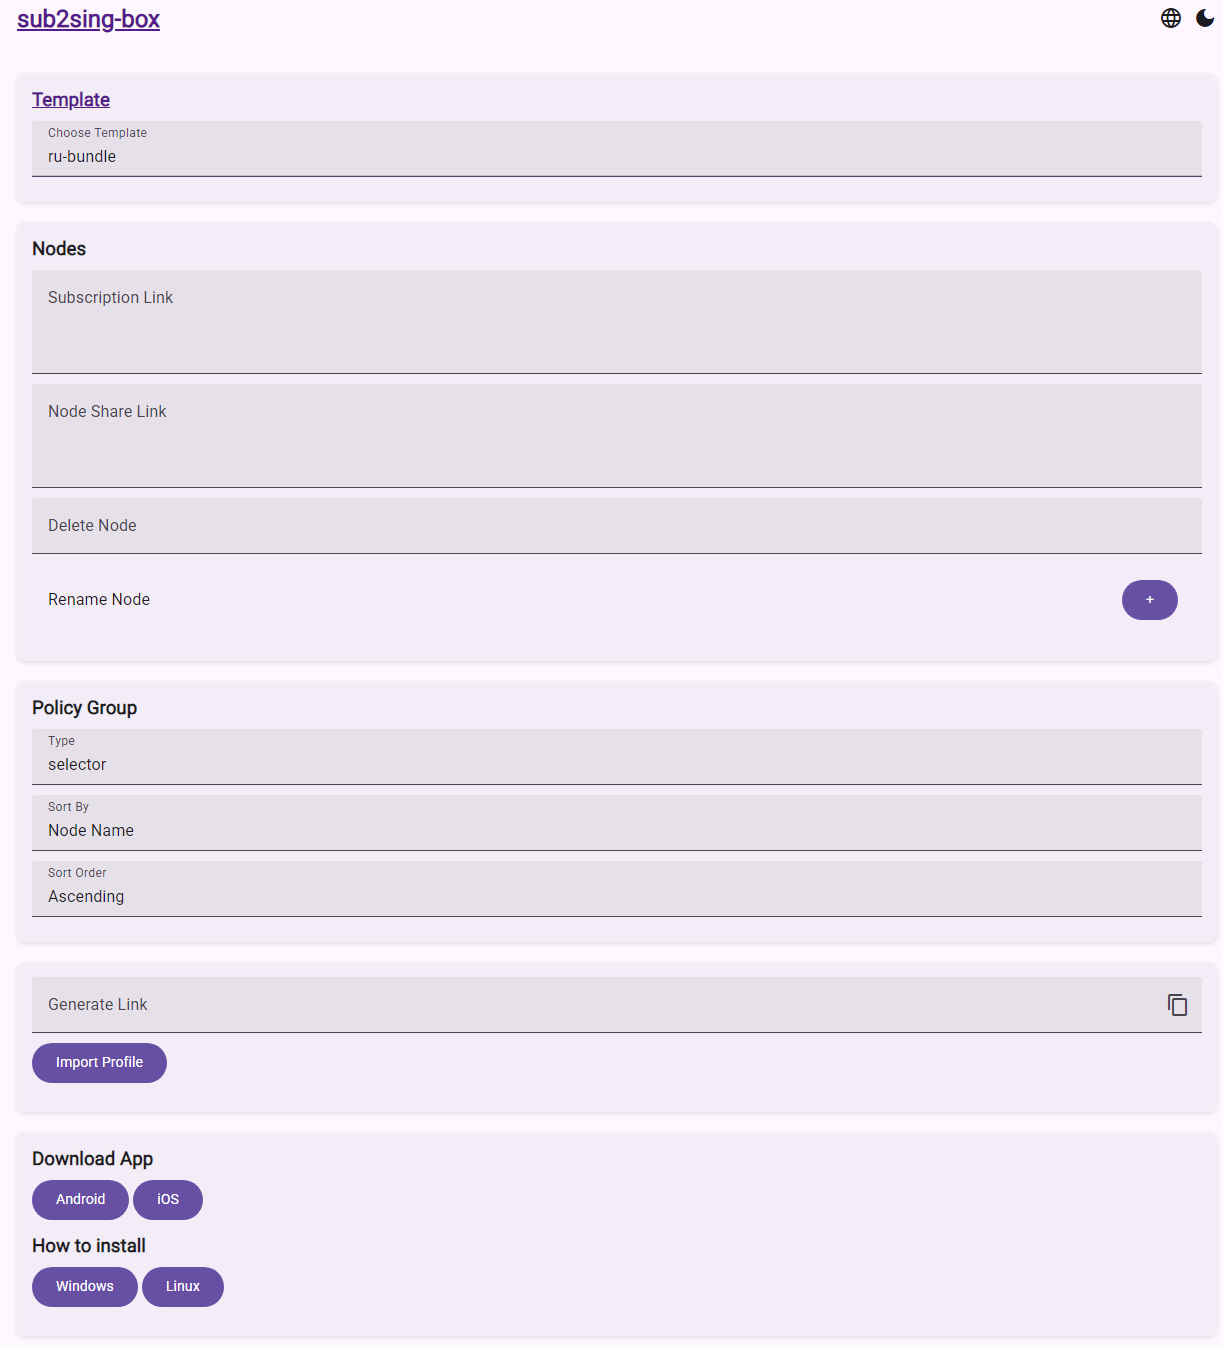 sub2sing-box
Template
Choose Template
ru-bundle
Nodes
Subscription Link
Node Share Link
Delete Node
Rename Node
+
Policy Group
Type
selector
Sort By
Node Name
Sort Order
Ascending
Generate Link
Import Profile
Download App
Android iOS
How to install
Windows Linux